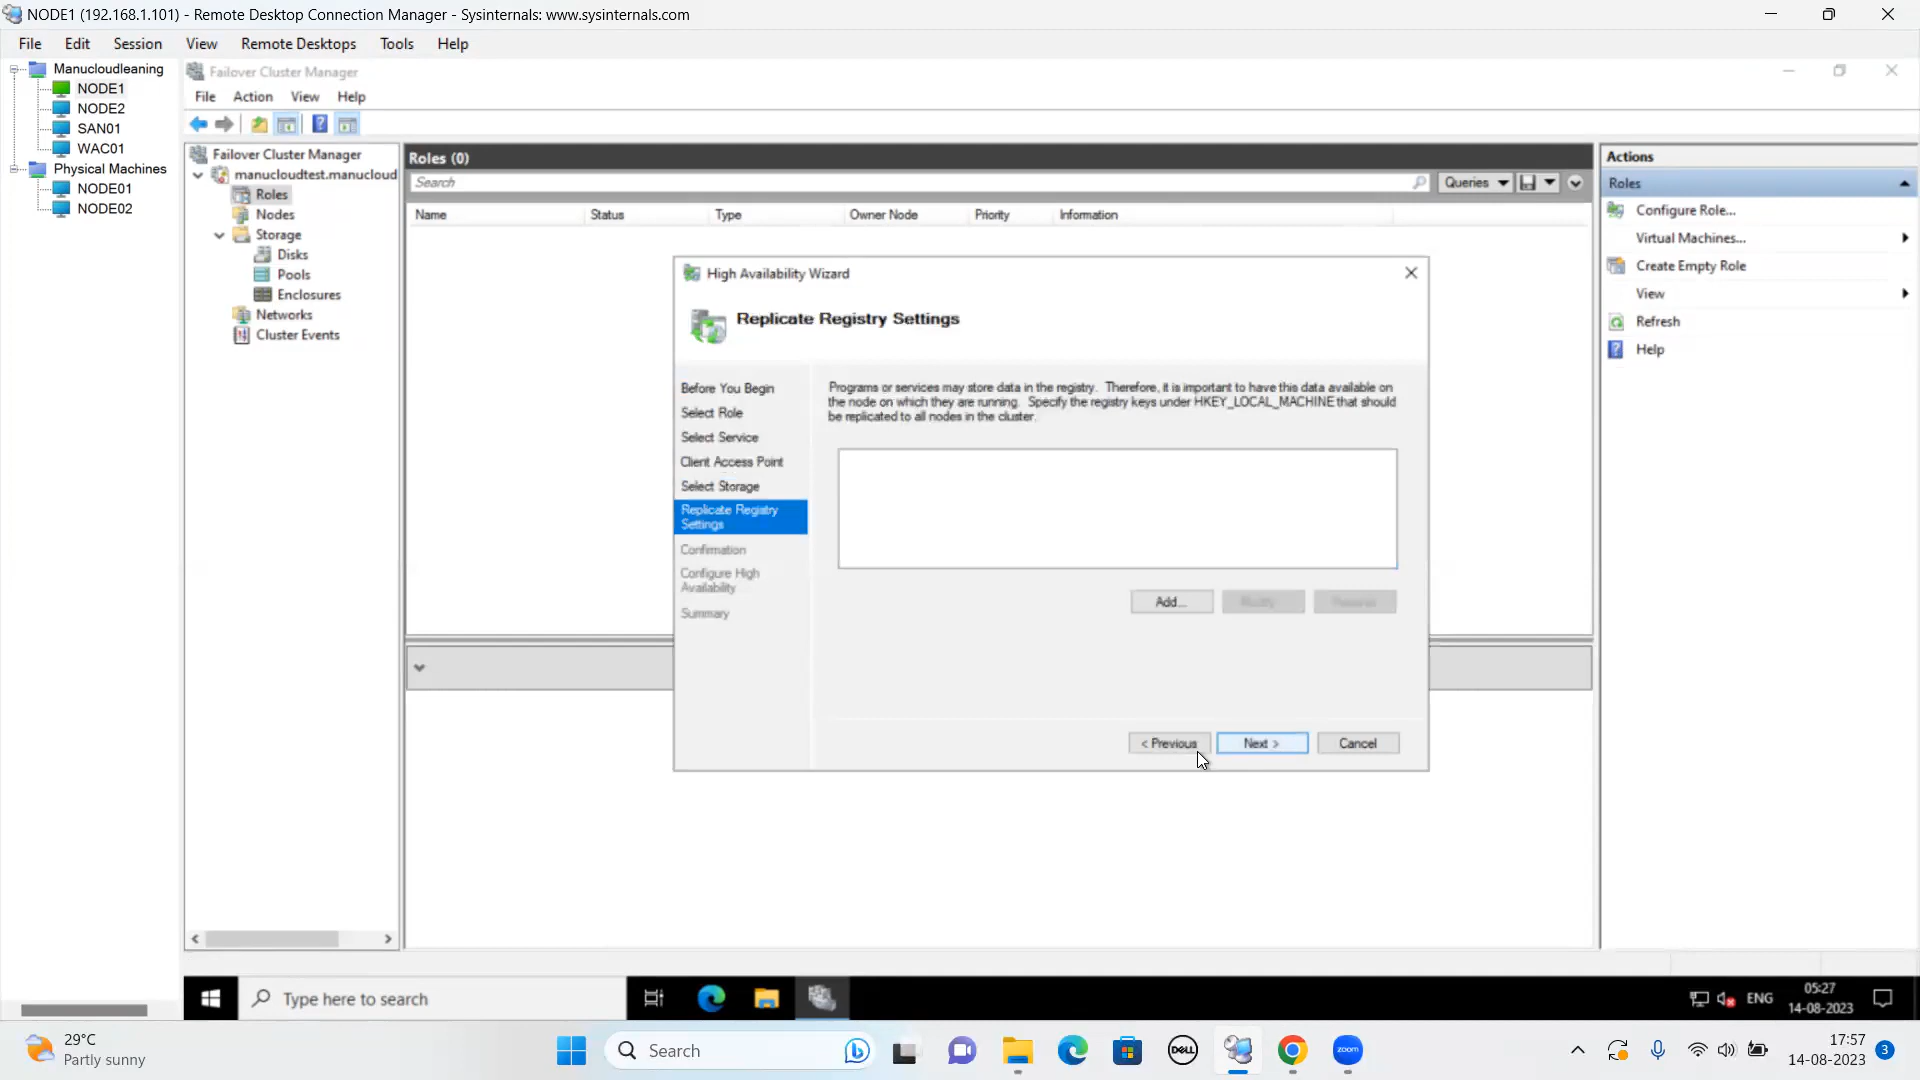 NODE1 (192.168.1.101) - Remote Desktop Connection Manager - Sysinternals: www.sysinternals.com
File Edit Session View Remote Desktops Tools Help
Manucloudleaning
NODE1
NODE2
SAN01
WAC01
Physical Machines
NODE01
NODE02
Failover Cluster Manager
File Action View Help
Failover Cluster Manager
manucloudtest.manucloud
Roles
Nodes
Storage
Disks
Pools
Enclosures
Networks
Cluster Events
Roles (0)
Search
Queries
Name Status Type Owner Node Priority Information
High Availability Wizard
Replicate Registry Settings
Before You Begin
Select Role
Select Service
Client Access Point
Select Storage
Replicate Registry
Settings
Confirmation
Configure High
Availability
Summary
Programs or services may store data in the registry. Therefore, it is important to have this data available on
the node on which they are running. Specify the registry keys under HKEY_LOCAL_MACHINE that should
be replicated to all nodes in the cluster.
Add...
Modify
Remove
< Previous
Next >
Cancel
Actions
Roles
Configure Role...
Virtual Machines...
Create Empty Role
View
Refresh
Help
Type here to search
ENG
05:27
14-08-2023
29°C
Partly sunny
Search
DELL
zoom
17:57
14-08-2023
3